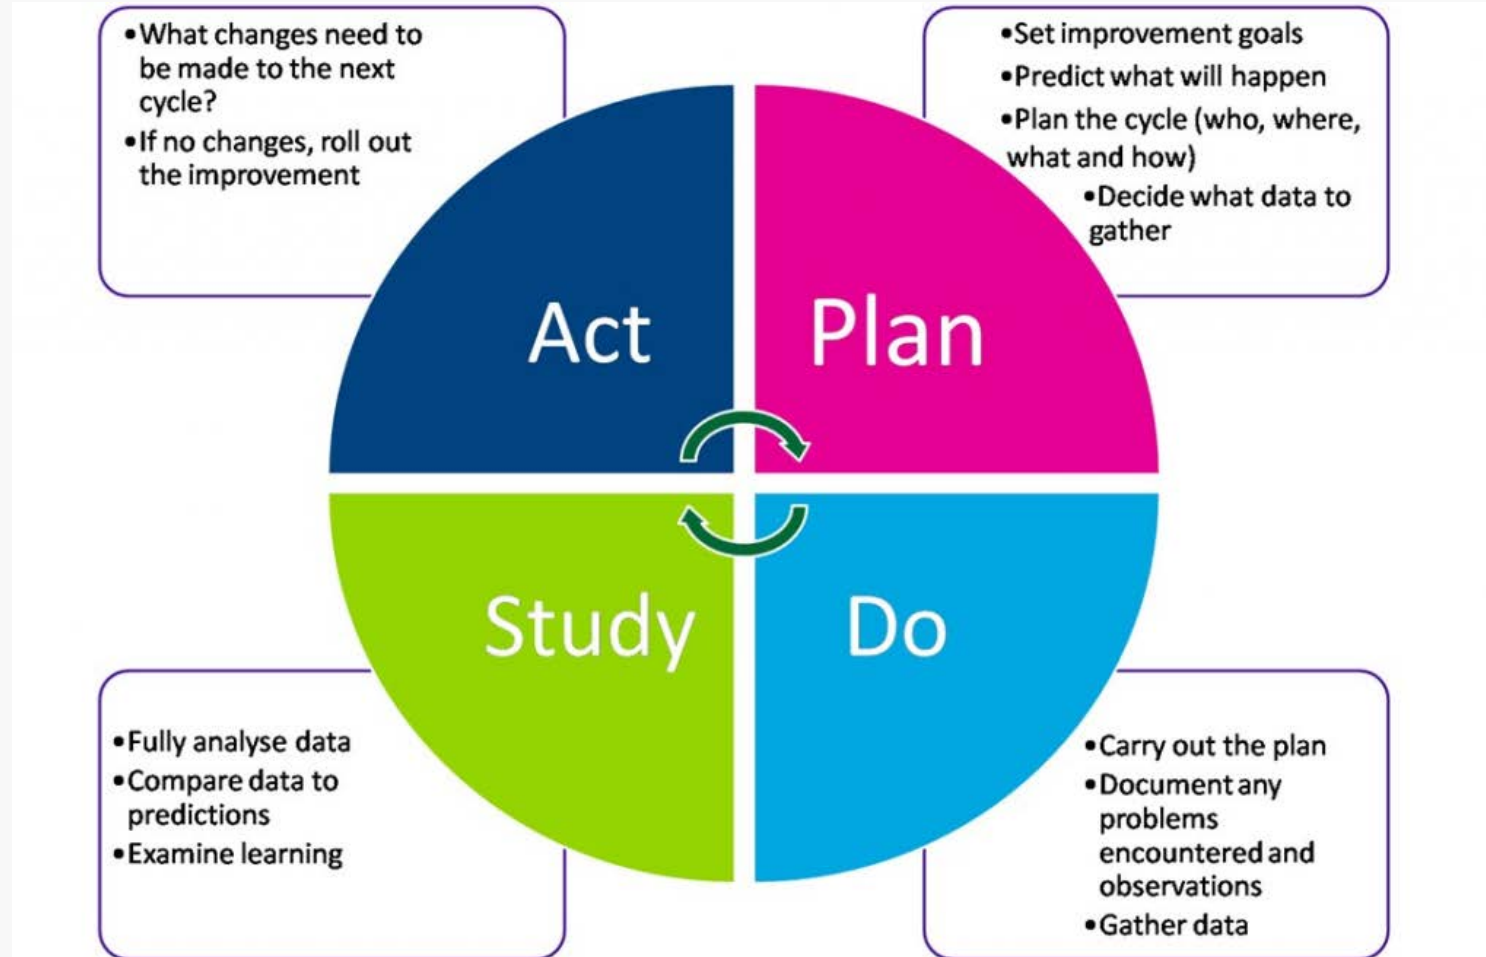 •What changes need to
be made to the next
cycle?
•If no changes, roll out
the improvement
•Set improvement goals
•Predict what will happen
•Plan the cycle (who, where,
what and how)
•Decide what data to
gather
Act
Plan
Study
Do
•Fully analyse data
•Compare data to
predictions
•Examine learning
•Carry out the plan
•Document any
problems
encountered and
observations
•Gather data